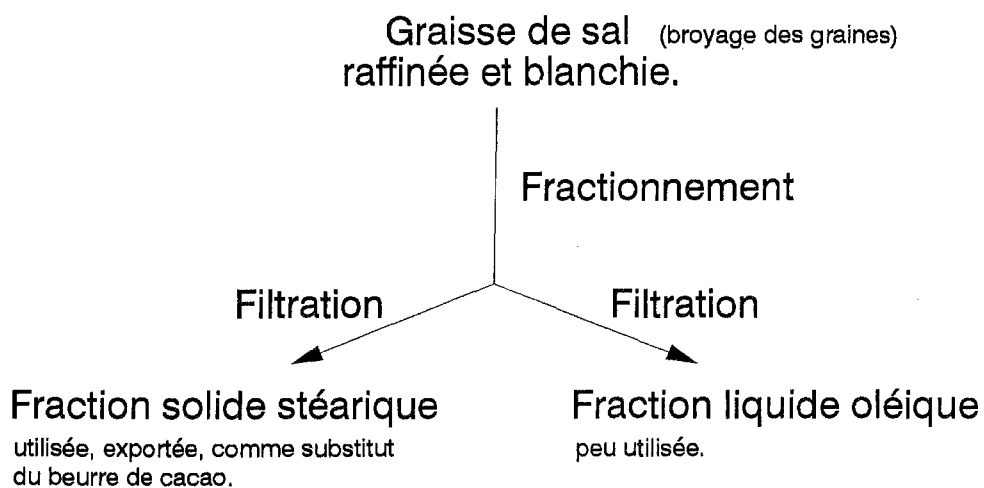 Graisse de sal (broyage des graines)
raffinée et blanchie.
Fractionnement
Filtration
Filtration
Fraction solide stéarique
utilisée, exportée, comme substitut
du beurre de cacao.
Fraction liquide oléique
peu utilisée.